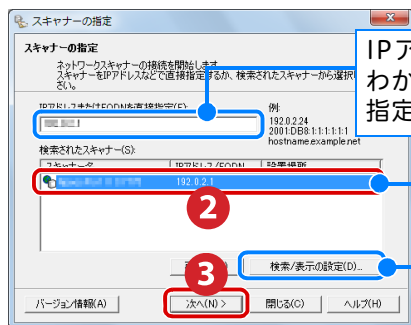 スキャナーの指定
スキャナーの指定
ネットワークスキャナーの接続を開始します
スキャナーをIPアドレスなどで直接指定するか、検索されたスキャナーから選択
さい。
IPア
わか
指定
IPアドレスまたはFQDNを直接指定(F):
例:
192.0.2.24
2001:DB8:1:1:1:1:1:1
hostname.example.net
検索されたスキャナー(S):
スキャナー名 IPアドレス/FQDN 設置場所
192.0.2.1
2
3
検索/表示の設定(D)...
バージョン情報(A) 次へ(N) > 閉じる(C) ヘルプ(H)